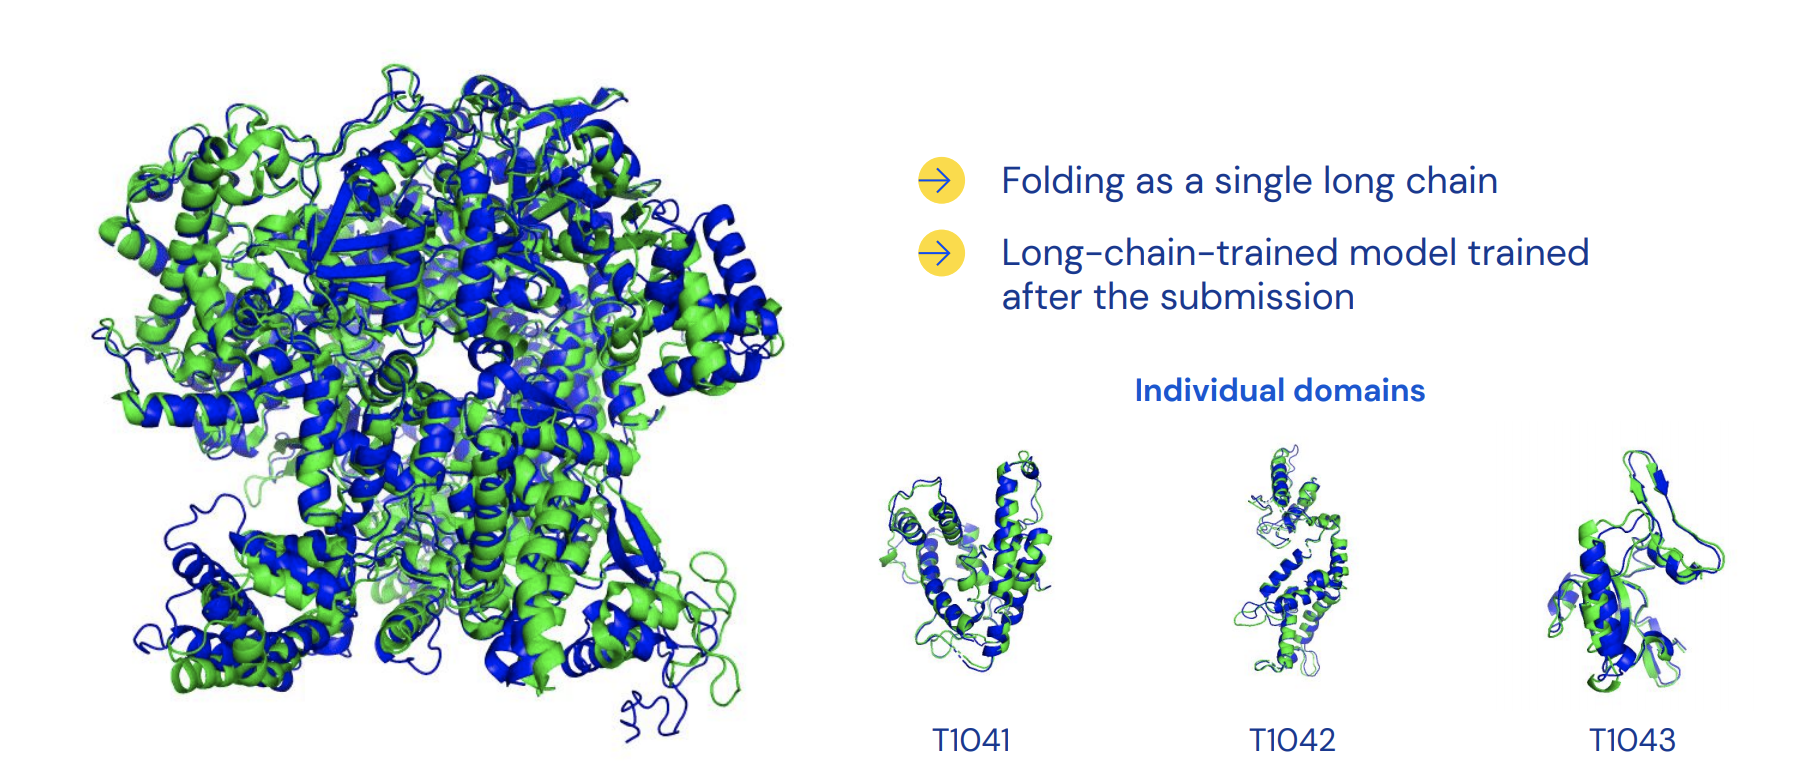 Folding as a single long chain
Long-chain-trained model trained
after the submission
Individual domains
T1041
T1042
T1043